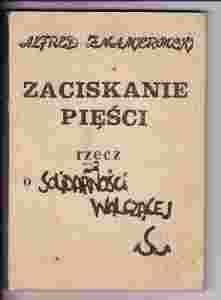 ALFRED ZNAMIEROWSKI
ZACISKANIE
PIĘŚCI
rzecz
o SOLIDARNOŚCI
WALCZĄCEJ